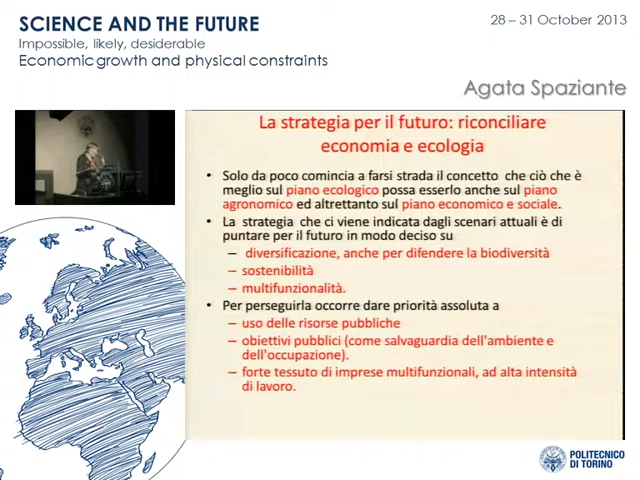 SCIENCE AND THE FUTURE
28 – 31 October 2013
Impossible, likely, desiderable
Economic growth and physical constraints
Agata Spaziante
La strategia per il futuro: riconciliare
economia e ecologia
• Solo da poco comincia a farsi strada il concetto che ciò che è
meglio sul piano ecologico possa esserlo anche sul piano
agronomico ed altrettanto sul piano economico e sociale.
• La strategia che ci viene indicata dagli scenari attuali è di
puntare per il futuro in modo deciso su
– diversificazione, anche per difendere la biodiversità
– sostenibilità
– multifunzionalità.
• Per perseguirla occorre dare priorità assoluta a
– uso delle risorse pubbliche
– obiettivi pubblici (come salvaguardia dell'ambiente e
dell'occupazione).
– forte tessuto di imprese multifunzionali, ad alta intensità
di lavoro.
POLITECNICO
DI TORINO